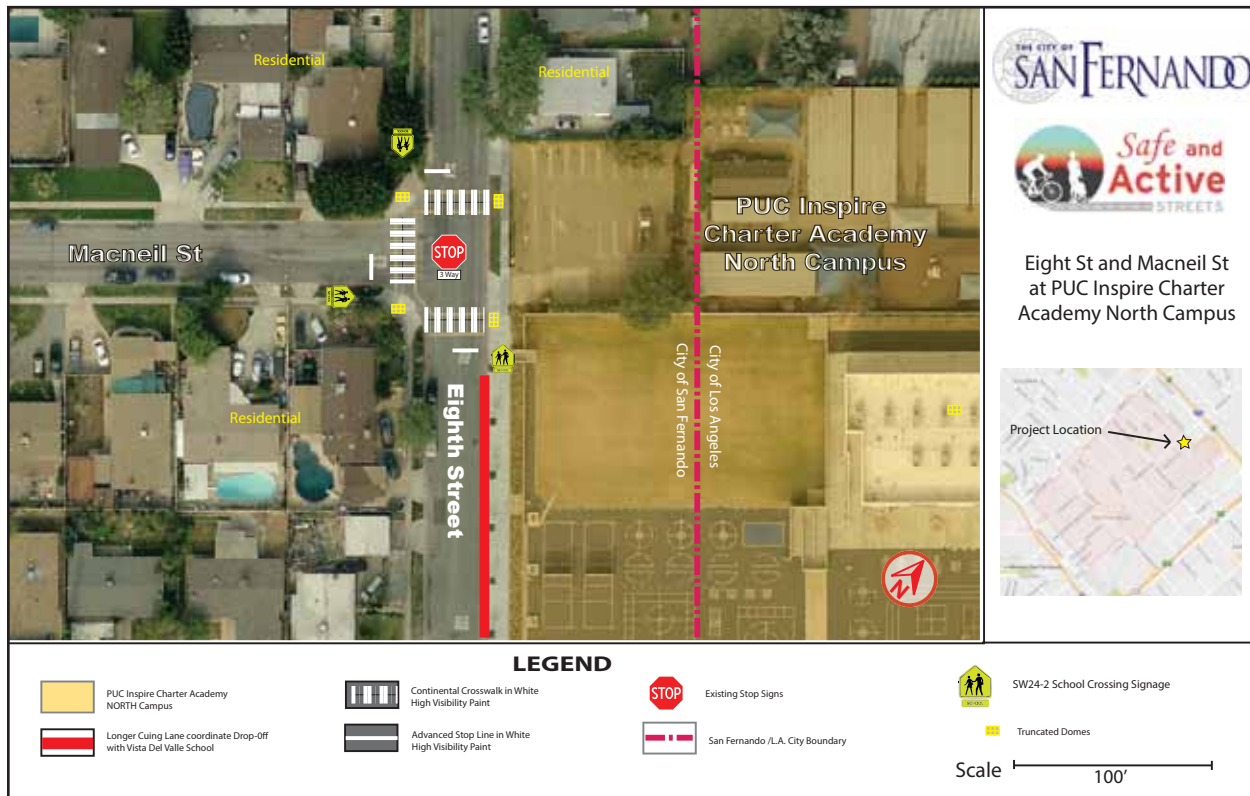 Residential
Residential
Macneil St
STOP
3 Way
PUC Inspire
Charter Academy
North Campus
Eighth Street
City of San Fernando
City of Los Angeles
Residential
N
THE CITY OF
SAN FERNANDO
Safe and
Active
STREETS
Eight St and Macneil St
at PUC Inspire Charter
Academy North Campus
Project Location
LEGEND
PUC Inspire Charter Academy
NORTH Campus
Longer Cuing Lane coordinate Drop-Off
with Vista Del Valle School
Continental Crosswalk in White
High Visibility Paint
Advanced Stop Line in White
High Visibility Paint
STOP
Existing Stop Signs
San Fernando /L.A. City Boundary
SCHOOL
SW24-2 School Crossing Signage
Truncated Domes
Scale
100’